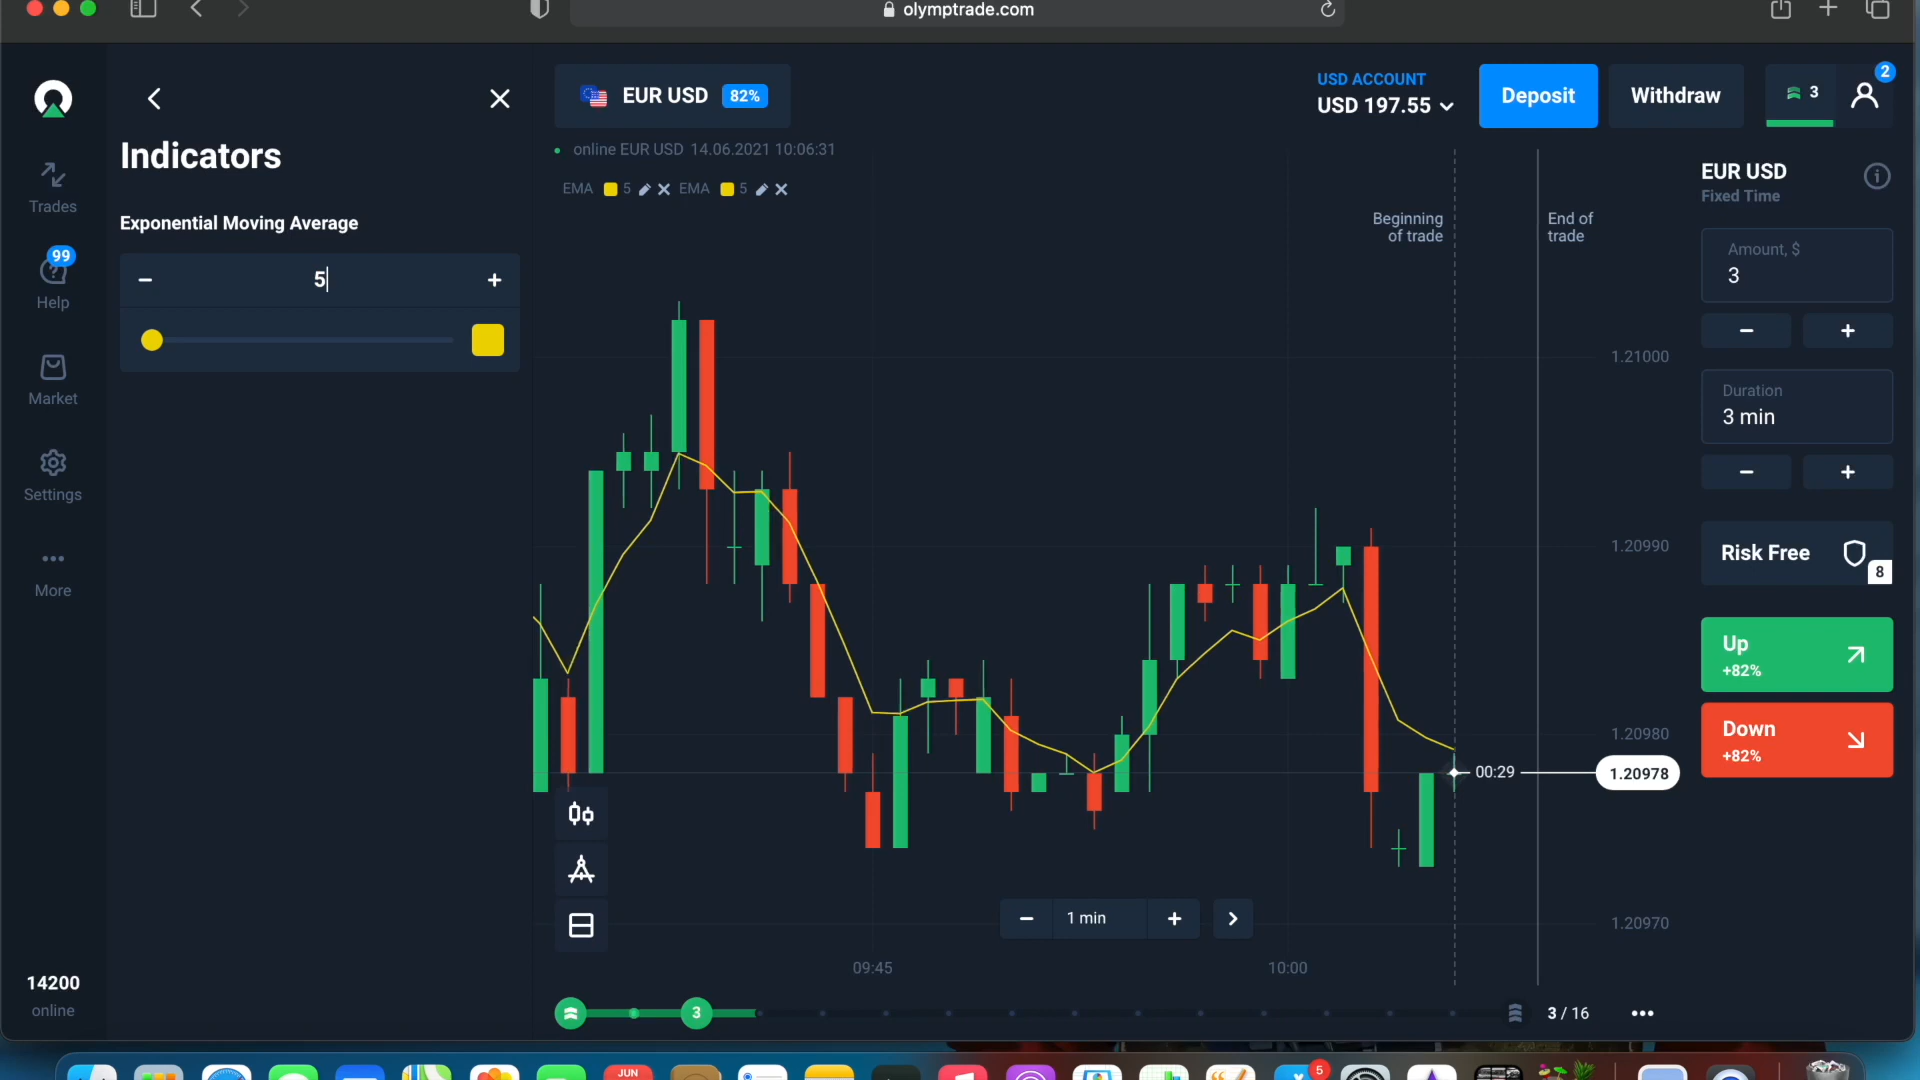 olymptrade.com
Indicators
Exponential Moving Average
− 5 +
Trades
99
Help
Market
Settings
More
14200
online
EUR USD 82%
online EUR USD 14.06.2021 10:06:31
EMA 5 EMA 5
USD ACCOUNT
USD 197.55
Deposit
Withdraw
3
2
Beginning
of trade
End of
trade
1.21000
1.20990
1.20980
00:29
1.20978
1.20970
− 1 min +
09:45
10:00
3
3 / 16
EUR USD
Fixed Time
Amount, $
3
− +
Duration
3 min
− +
Risk Free
8
Up
+82%
Down
+82%
JUN
5